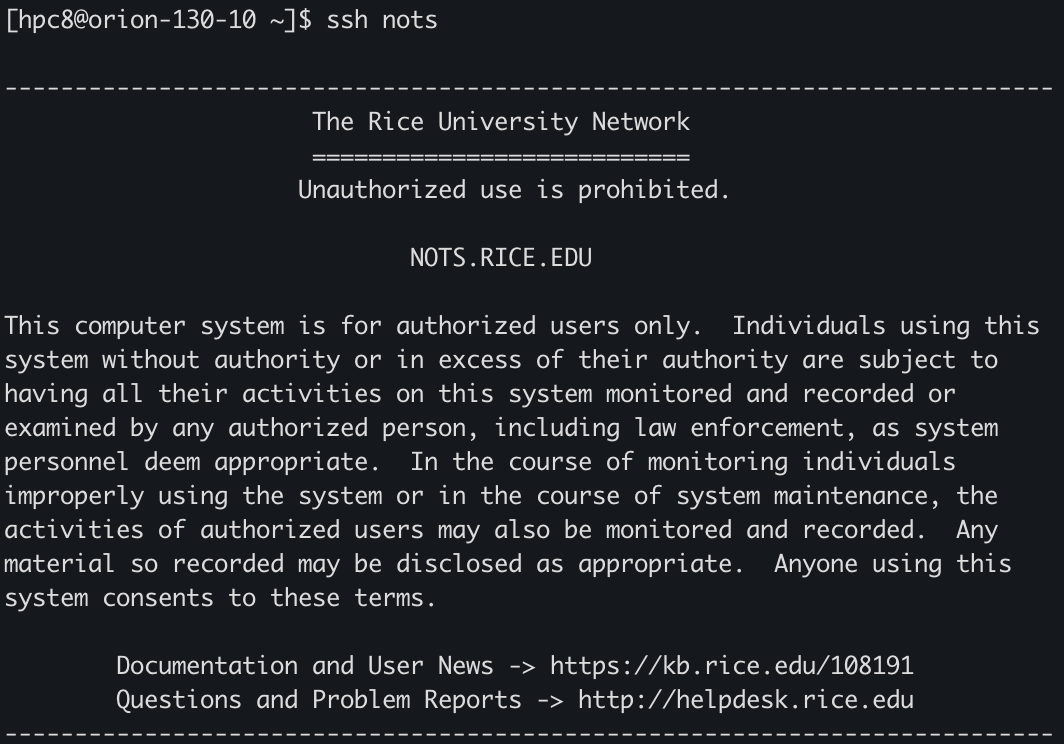 [hpc8@orion-130-10 ~]$ ssh nots
---------------------------------------------------------------------------
The Rice University Network
===========================
Unauthorized use is prohibited.
NOTS.RICE.EDU
This computer system is for authorized users only.  Individuals using this
system without authority or in excess of their authority are subject to
having all their activities on this system monitored and recorded or
examined by any authorized person, including law enforcement, as system
personnel deem appropriate.  In the course of monitoring individuals
improperly using the system or in the course of system maintenance, the
activities of authorized users may also be monitored and recorded.  Any
material so recorded may be disclosed as appropriate.  Anyone using this
system consents to these terms.
Documentation and User News -> https://kb.rice.edu/108191
Questions and Problem Reports -> http://helpdesk.rice.edu
---------------------------------------------------------------------------